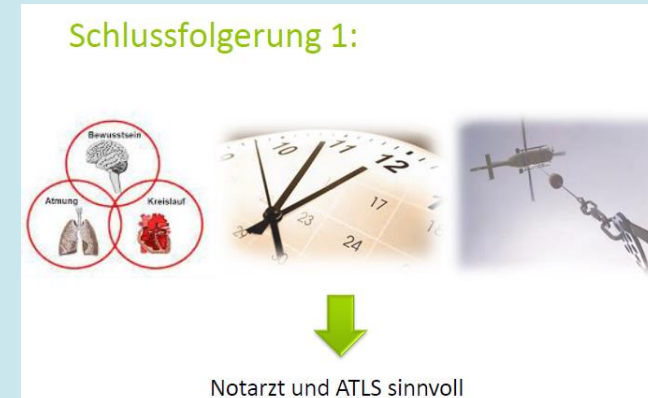 Schlussfolgerung 1:
Bewusstsein
Atmung
Kreislauf
10
11
12
17
23
24
Notarzt und ATLS sinnvoll